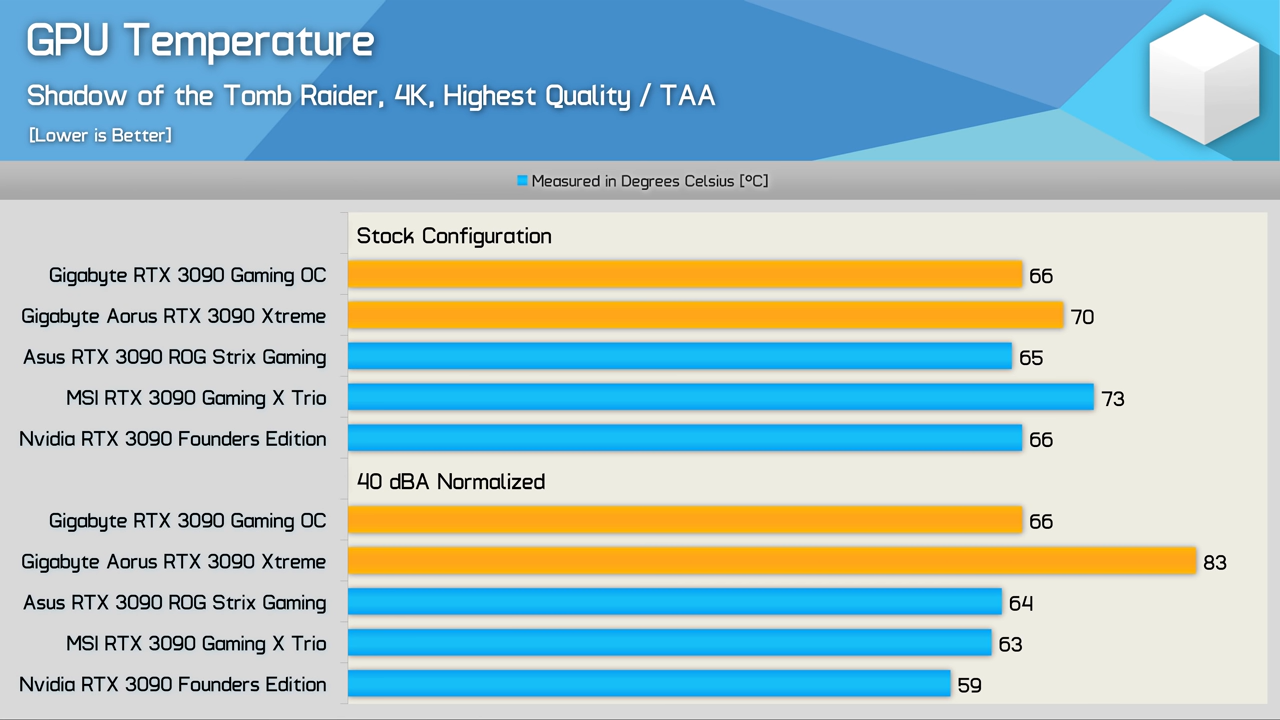 GPU Temperature
Shadow of the Tomb Raider, 4K, Highest Quality / TAA
[Lower is Better]
Measured in Degrees Celsius [°C]
Stock Configuration
Gigabyte RTX 3090 Gaming OC 66
Gigabyte Aorus RTX 3090 Xtreme 70
Asus RTX 3090 ROG Strix Gaming 65
MSI RTX 3090 Gaming X Trio 73
Nvidia RTX 3090 Founders Edition 66
40 dBA Normalized
Gigabyte RTX 3090 Gaming OC 66
Gigabyte Aorus RTX 3090 Xtreme 83
Asus RTX 3090 ROG Strix Gaming 64
MSI RTX 3090 Gaming X Trio 63
Nvidia RTX 3090 Founders Edition 59